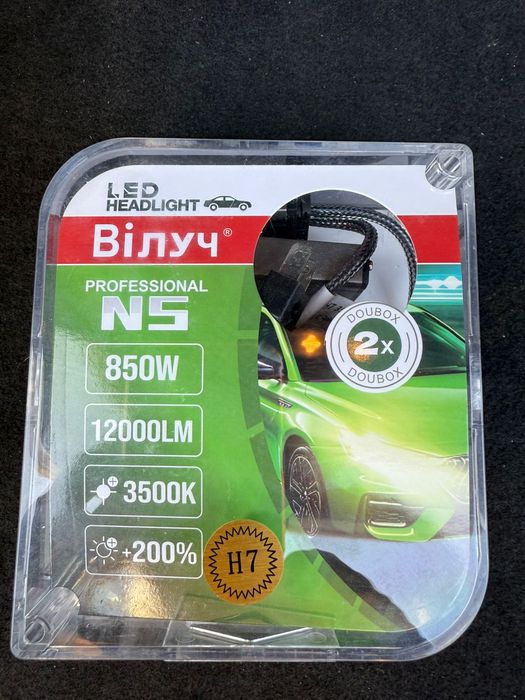 LED
HEADLIGHT
Вілуч®
PROFESSIONAL
N5
DOUBOX
2x
DOUBOX
850W
12000LM
3500K
+200%
H7